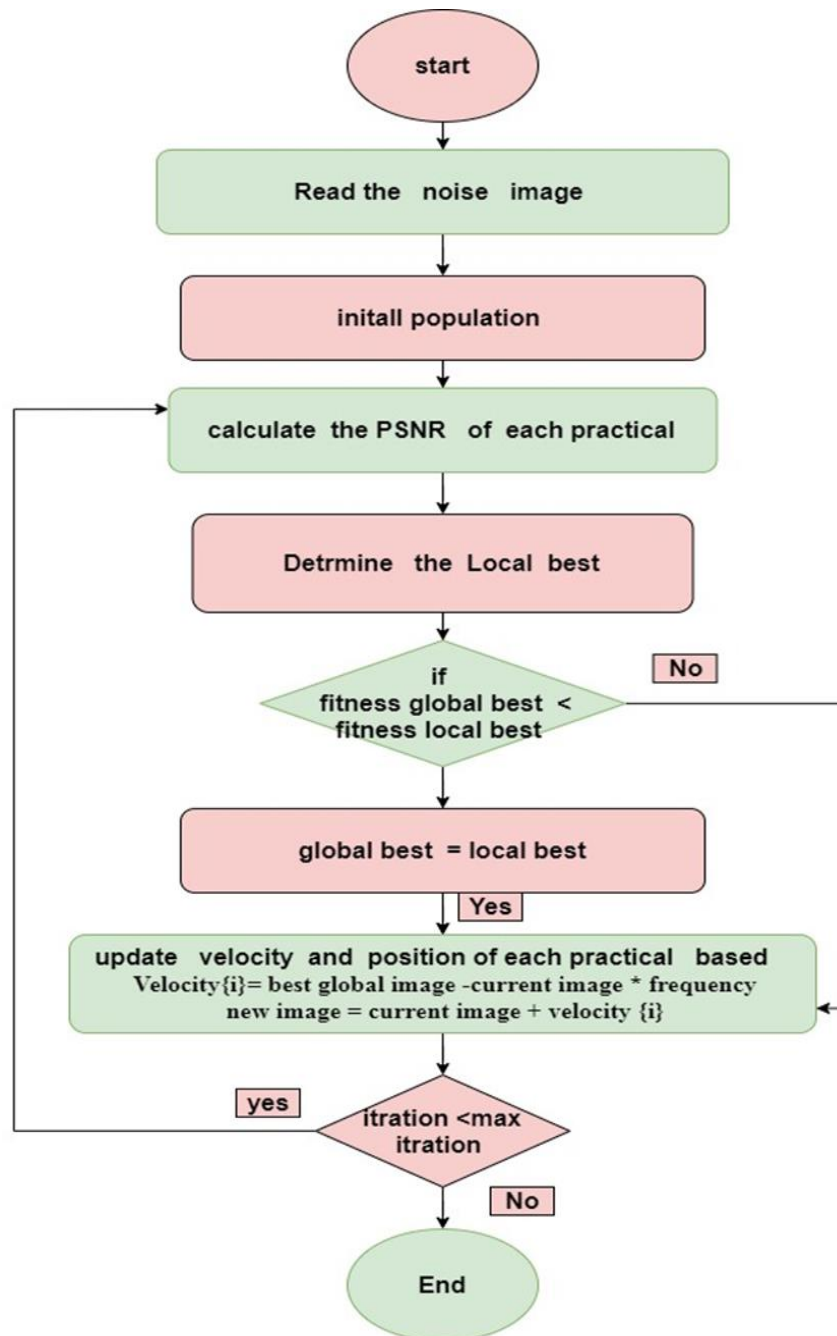 start
Read the noise image
initall population
calculate the PSNR of each practical
Detrmine the Local best
if
fitness global best <
fitness local best
No
global best = local best
Yes
update velocity and position of each practical based
Velocity{i}= best global image -current image * frequency
new image = current image + velocity {i}
yes
itration <max
itration
No
End